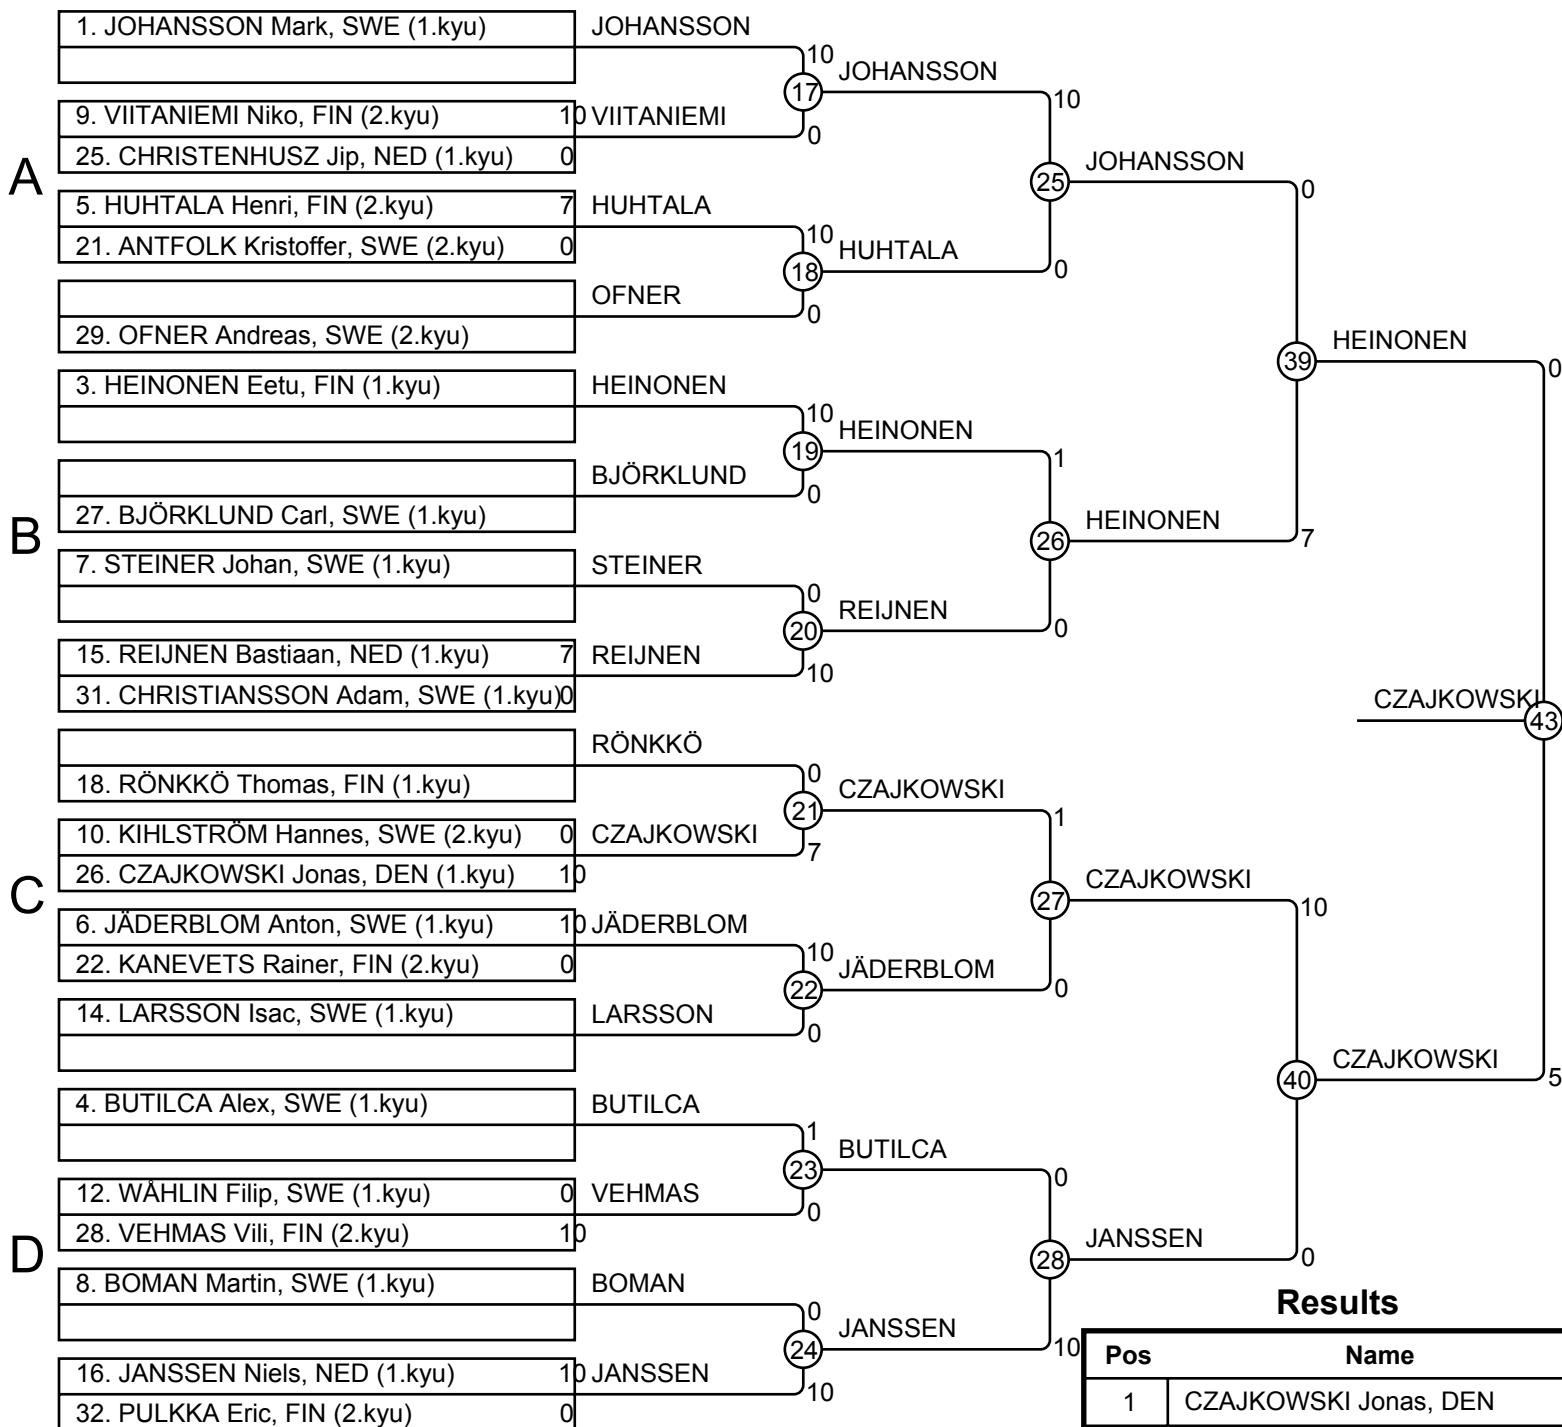 1. JOHANSSON Mark, SWE (1.kyu)
JOHANSSON
10
17
JOHANSSON
9. VIITANIEMI Niko, FIN (2.kyu) 10
VIITANIEMI
0
25. CHRISTENHUSZ Jip, NED (1.kyu) 0
10
A
25
JOHANSSON
5. HUHTALA Henri, FIN (2.kyu) 7
HUHTALA
10
21. ANTFOLK Kristoffer, SWE (2.kyu) 0
18
HUHTALA
0
OFNER
0
29. OFNER Andreas, SWE (2.kyu)
0
39
HEINONEN
3. HEINONEN Eetu, FIN (1.kyu)
HEINONEN
10
19
HEINONEN
BJÖRKLUND
0
27. BJÖRKLUND Carl, SWE (1.kyu)
1
B
26
HEINONEN
7
7. STEINER Johan, SWE (1.kyu)
STEINER
0
20
REIJNEN
0
15. REIJNEN Bastiaan, NED (1.kyu) 7
REIJNEN
10
31. CHRISTIANSSON Adam, SWE (1.kyu) 0
0
CZAJKOWSKI
43
RÖNKKÖ
0
18. RÖNKKÖ Thomas, FIN (1.kyu)
21
CZAJKOWSKI
10. KIHLSTRÖM Hannes, SWE (2.kyu) 0
CZAJKOWSKI
7
26. CZAJKOWSKI Jonas, DEN (1.kyu) 10
1
C
27
CZAJKOWSKI
10
6. JÄDERBLOM Anton, SWE (1.kyu) 10
JÄDERBLOM
10
22. KANEVETS Rainer, FIN (2.kyu) 0
22
JÄDERBLOM
0
14. LARSSON Isac, SWE (1.kyu)
LARSSON
0
40
CZAJKOWSKI
5
4. BUTILCA Alex, SWE (1.kyu)
BUTILCA
1
23
BUTILCA
0
12. WÅHLIN Filip, SWE (1.kyu) 0
VEHMAS
0
28. VEHMAS Vili, FIN (2.kyu) 10
D
28
JANSSEN
0
8. BOMAN Martin, SWE (1.kyu)
BOMAN
0
24
JANSSEN
10
16. JANSSEN Niels, NED (1.kyu) 10
JANSSEN
10
32. PULKKA Eric, FIN (2.kyu) 0
Results
Pos Name
1 CZAJKOWSKI Jonas, DEN